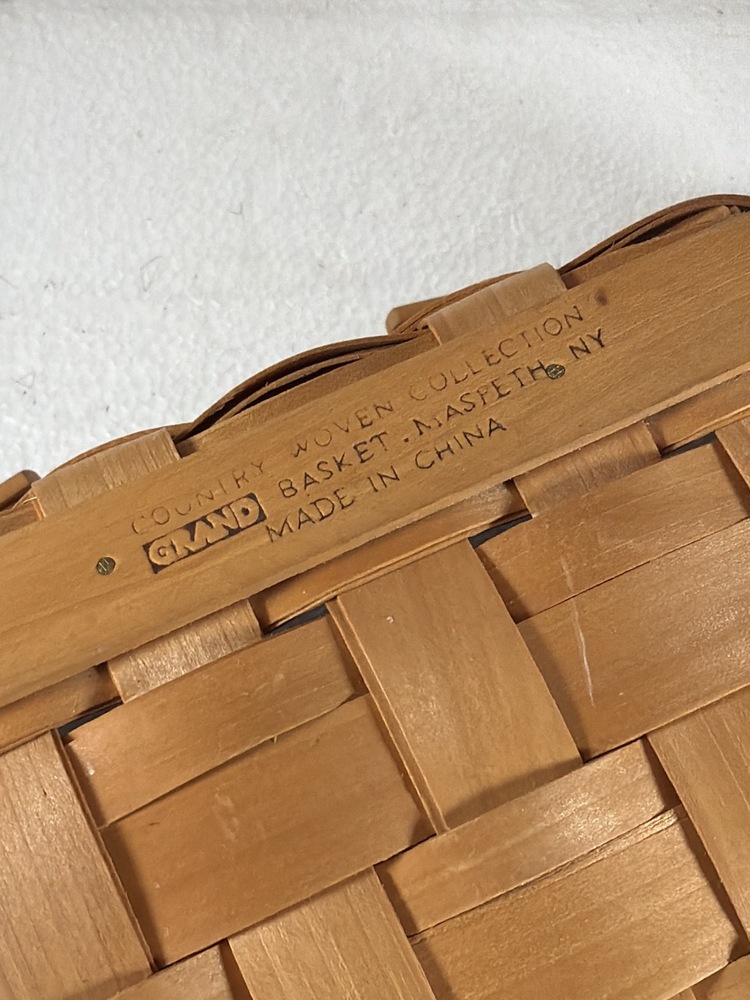 COUNTRY WOVEN COLLECTION
GRAND BASKET . MASPETH NY
MADE IN CHINA